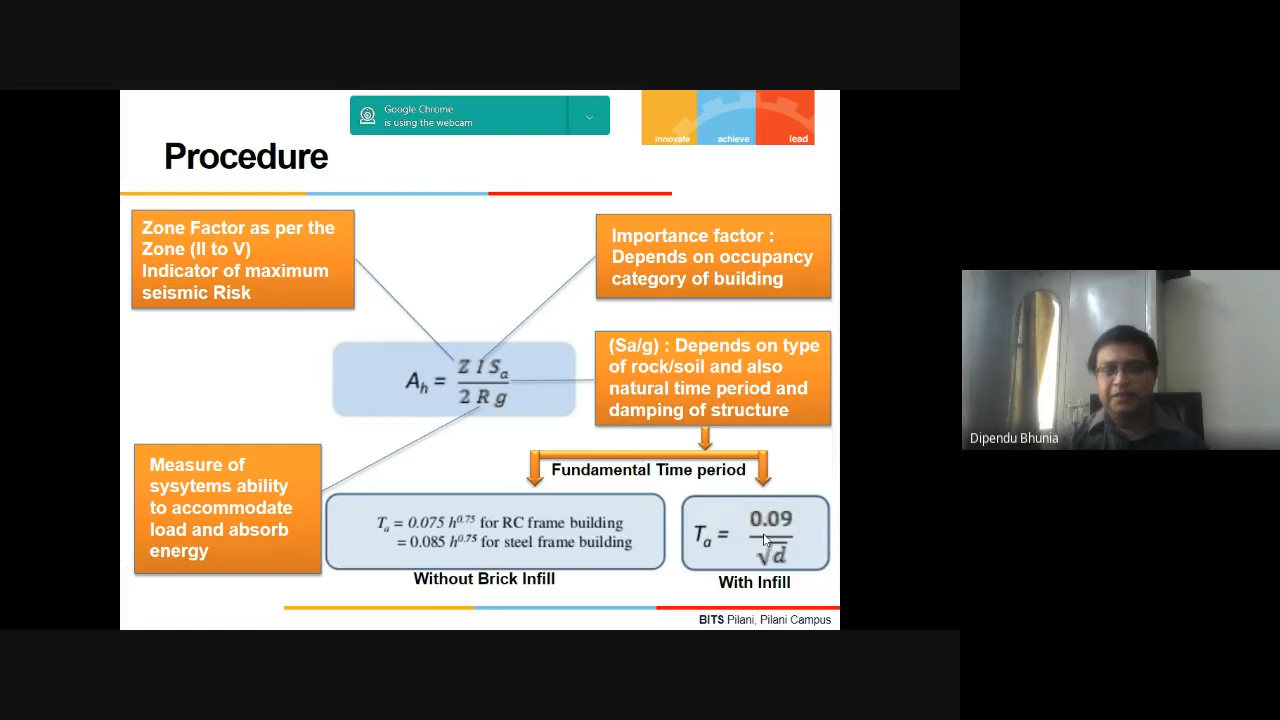 Google Chrome
is using the webcam
innovate achieve lead
Procedure
Zone Factor as per the
Zone (II to V)
Indicator of maximum
seismic Risk
Importance factor :
Depends on occupancy
category of building
A_h = Z I S_a / 2 R g
(Sa/g) : Depends on type
of rock/soil and also
natural time period and
damping of structure
Measure of
sysytems ability
to accommodate
load and absorb
energy
Fundamental Time period
T_a = 0.075 h^0.75 for RC frame building
= 0.085 h^0.75 for steel frame building
Without Brick Infill
T_a = 0.09 / √d
With Infill
BITS Pilani, Pilani Campus
Dipendu Bhunia